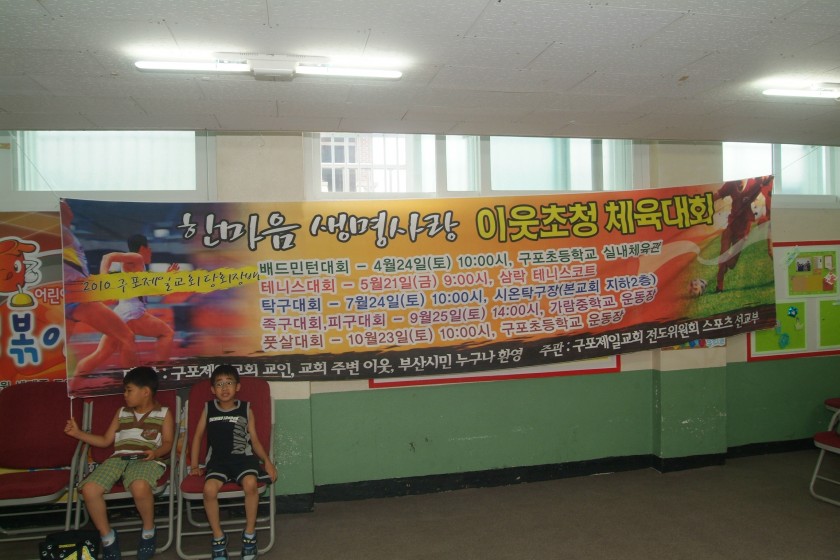 한마음 생명사랑 이웃초청 체육대회
2010 구포제일교회 당회장배
배드민턴대회 - 4월24일(토) 10:00시, 구포초등학교 실내체육관
테니스대회 - 5월21일(금) 9:00시, 삼락 테니스코트
탁구대회 - 7월24일(토) 10:00시, 시온탁구장(본교회 지하2층)
족구대회,피구대회 - 9월25일(토) 14:00시, 가람중학교 운동장
풋살대회 - 10월23일(토) 10:00시, 구포초등학교 운동장
: 구포제일교회 교인, 교회 주변 이웃, 부산시민 누구나 환영 주관 : 구포제일교회 전도위원회 스포츠 선교부
어린이
볶이